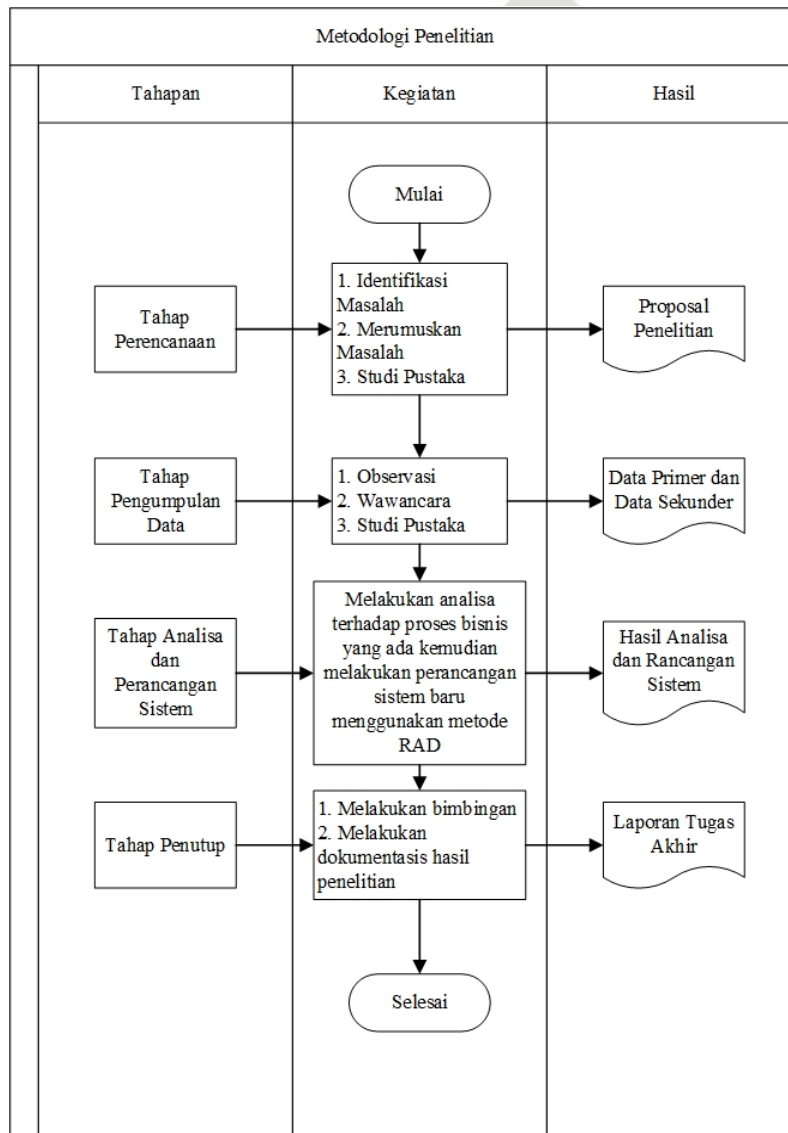 Metodologi Penelitian
Tahapan
Kegiatan
Hasil
Mulai
Tahap
Perencanaan
1. Identifikasi
Masalah
2. Merumuskan
Masalah
3. Studi Pustaka
Proposal
Penelitian
Tahap
Pengumpulan
Data
1. Observasi
2. Wawancara
3. Studi Pustaka
Data Primer dan
Data Sekunder
Tahap Analisa
dan
Perancangan
Sistem
Melakukan analisa
terhadap proses bisnis
yang ada kemudian
melakukan perancangan
sistem baru
menggunakan metode
RAD
Hasil Analisa
dan Rancangan
Sistem
Tahap Penutup
1. Melakukan bimbingan
2. Melakukan
dokumentasis hasil
penelitian
Laporan Tugas
Akhir
Selesai